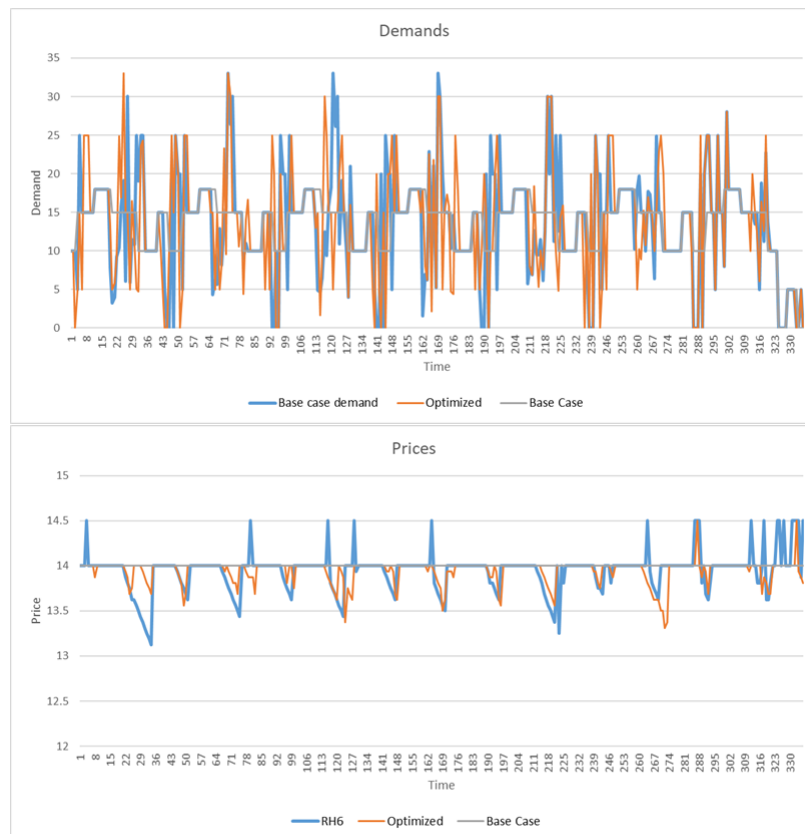 Demands
35
30
25
20
15
10
5
0
Demand
1 8 15 22 29 36 43 50 57 64 71 78 85 92 99 106 113 120 127 134 141 148 155 162 169 176 183 190 197 204 211 218 225 232 239 246 253 260 267 274 281 288 295 302 309 316 323 330
Time
Base case demand Optimized Base Case
Prices
15
14.5
14
13.5
13
12.5
12
Price
1 8 15 22 29 36 43 50 57 64 71 78 85 92 99 106 113 120 127 134 141 148 155 162 169 176 183 190 197 204 211 218 225 232 239 246 253 260 267 274 281 288 295 302 309 316 323 330
Time
RH6 Optimized Base Case